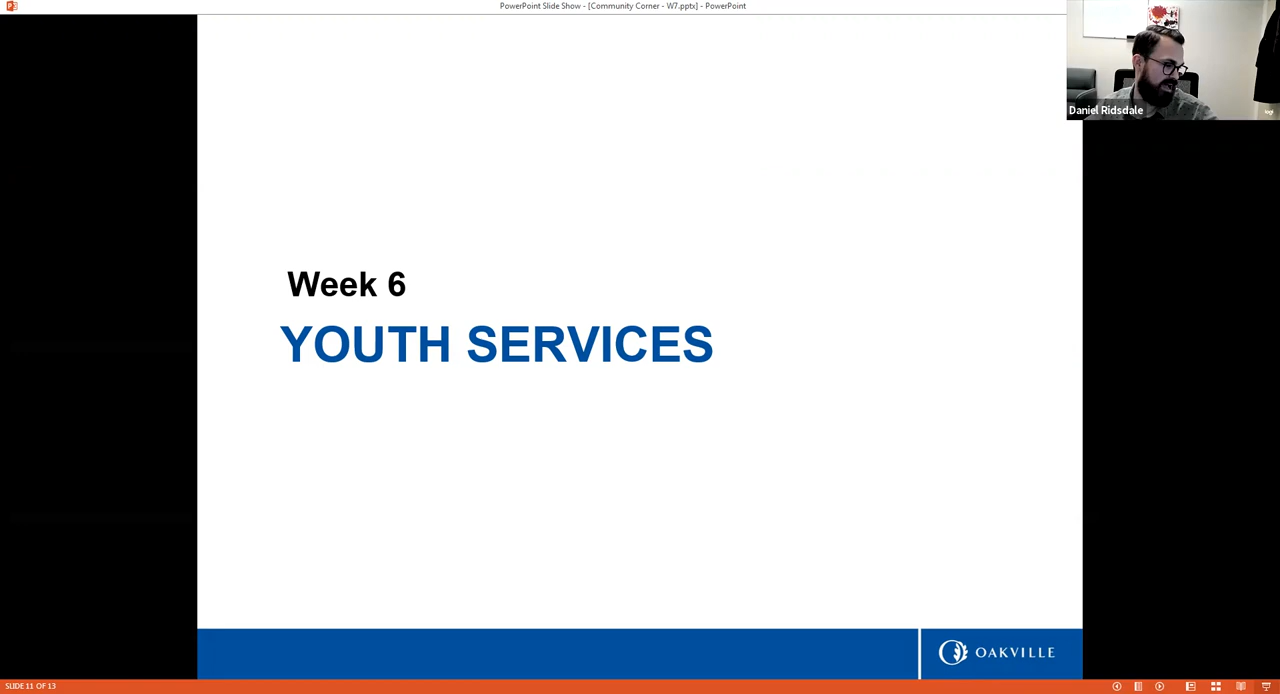 PowerPoint Slide Show - [Community Corner - W7.pptx] - PowerPoint
Daniel Ridsdale
Week 6
YOUTH SERVICES
OAKVILLE
SLIDE 11 OF 13